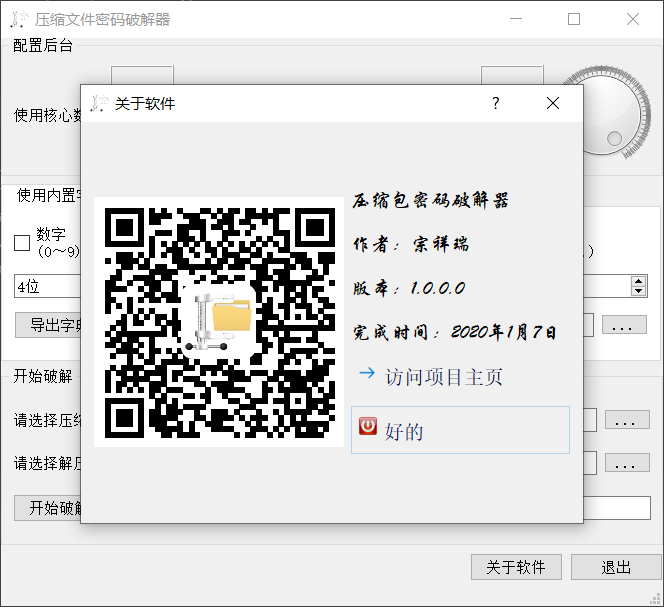 压缩文件密码破解器
配置后台
使用核心数
关于软件
?
使用内置字
数字
(0～9)
.)
4位
导出字典
...
压缩包密码破解器
作者：宗祥瑞
版本：1.0.0.0
完成时间：2020年1月7日
访问项目主页
好的
开始破解
请选择压缩
...
请选择解压
...
开始破解
关于软件
退出